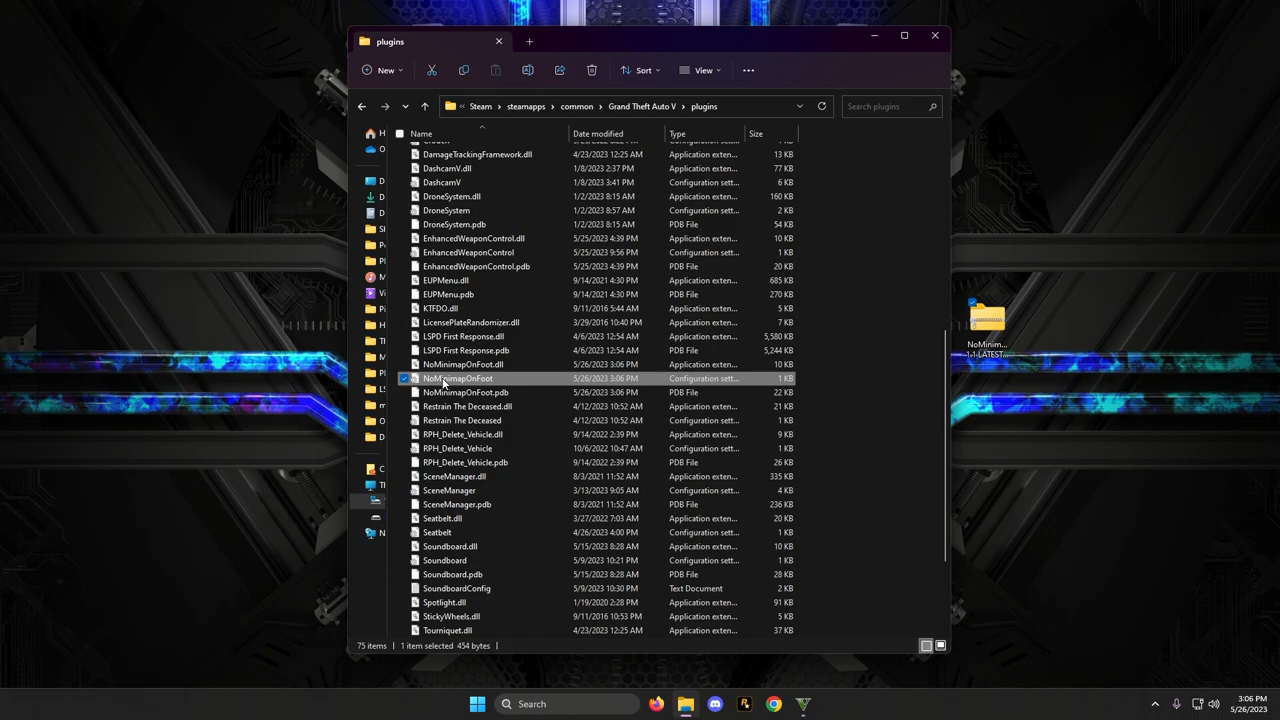 plugins
New
Sort
View
Steam
steamapps
common
Grand Theft Auto V
plugins
Search plugins
Name Date modified Type Size
DamageTrackingFramework.dll 4/23/2023 12:25 AM Application exten... 13 KB
DashcamV.dll 1/8/2023 2:37 PM Application exten... 77 KB
DashcamV 1/8/2023 3:41 PM Configuration sett... 6 KB
DroneSystem.dll 1/2/2023 8:15 AM Application exten... 160 KB
DroneSystem 1/2/2023 8:57 AM Configuration sett... 2 KB
DroneSystem.pdb 1/2/2023 8:15 AM PDB File 54 KB
EnhancedWeaponControl.dll 5/25/2023 4:39 PM Application exten... 10 KB
EnhancedWeaponControl 5/25/2023 9:56 PM Configuration sett... 1 KB
EnhancedWeaponControl.pdb 5/25/2023 4:39 PM PDB File 20 KB
EUPMenu.dll 9/14/2021 4:30 PM Application exten... 685 KB
EUPMenu.pdb 9/14/2021 4:30 PM PDB File 270 KB
KTFDO.dll 9/11/2016 5:44 AM Application exten... 5 KB
LicensePlateRandomizer.dll 3/29/2016 10:40 PM Application exten... 7 KB
LSPD First Response.dll 4/6/2023 12:54 AM Application exten... 5,580 KB
LSPD First Response.pdb 4/6/2023 12:54 AM PDB File 5,244 KB
NoMinimapOnFoot.dll 5/26/2023 3:06 PM Application exten... 10 KB
NoMinimapOnFoot 5/26/2023 3:06 PM Configuration sett... 1 KB
NoMinimapOnFoot.pdb 5/26/2023 3:06 PM PDB File 22 KB
Restrain The Deceased.dll 4/12/2023 10:52 AM Application exten... 21 KB
Restrain The Deceased 4/12/2023 10:52 AM Configuration sett... 1 KB
RPH_Delete_Vehicle.dll 9/14/2022 2:39 PM Application exten... 9 KB
RPH_Delete_Vehicle 10/6/2022 10:47 AM Configuration sett... 1 KB
RPH_Delete_Vehicle.pdb 9/14/2022 2:39 PM PDB File 26 KB
SceneManager.dll 8/3/2021 11:52 AM Application exten... 335 KB
SceneManager 3/13/2023 9:05 AM Configuration sett... 4 KB
SceneManager.pdb 8/3/2021 11:52 AM PDB File 236 KB
Seatbelt.dll 3/27/2022 7:03 AM Application exten... 20 KB
Seatbelt 4/26/2023 4:00 PM Configuration sett... 1 KB
Soundboard.dll 5/15/2023 8:28 AM Application exten... 10 KB
Soundboard 5/9/2023 10:21 PM Configuration sett... 1 KB
Soundboard.pdb 5/15/2023 8:28 AM PDB File 28 KB
SoundboardConfig 5/9/2023 10:30 PM Text Document 2 KB
Spotlight.dll 1/19/2020 2:28 PM Application exten... 91 KB
StickyWheels.dll 9/11/2016 10:53 PM Application exten... 5 KB
Tourniquet.dll 4/23/2023 12:25 AM Application exten... 37 KB
75 items 1 item selected 454 bytes
NoMinim...
1.1-LATEST...
Search
3:06 PM
5/26/2023